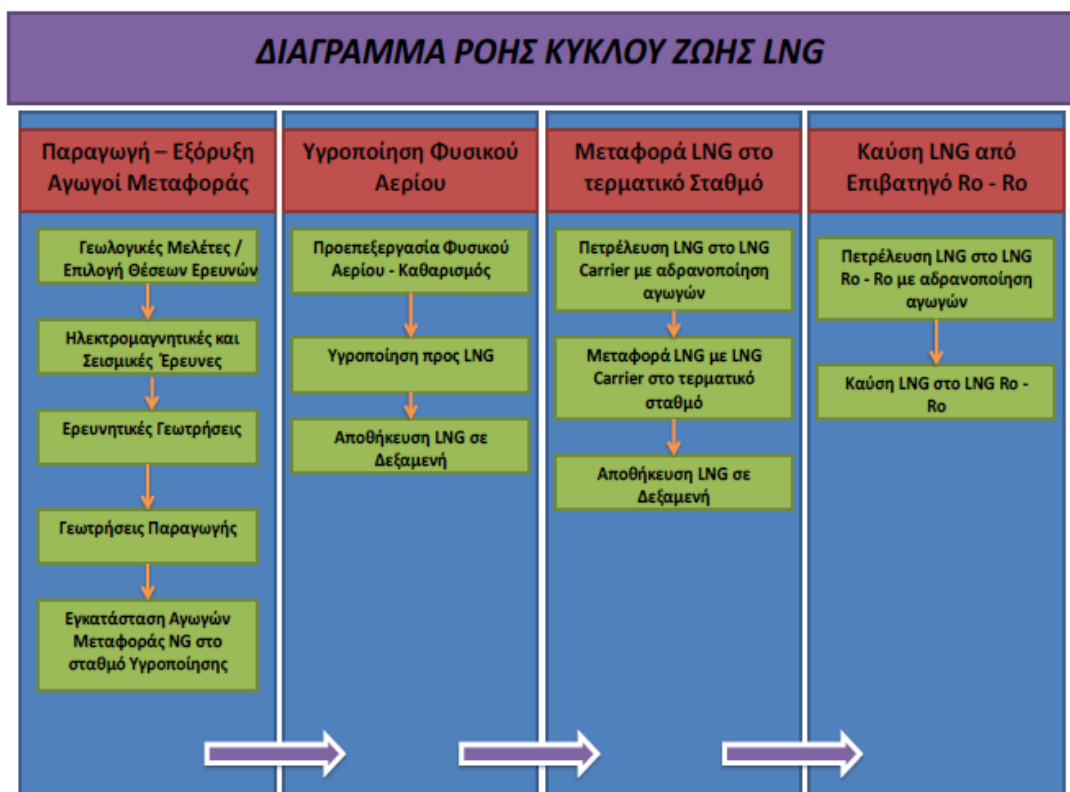 ΔΙΑΓΡΑΜΜΑ ΡΟΗΣ ΚΥΚΛΟΥ ΖΩΗΣ LNG
Παραγωγή – Εξόρυξη
Αγωγοί Μεταφοράς
Γεωλογικές Μελέτες /
Επιλογή Θέσεων Ερευνών
Ηλεκτρομαγνητικές και
Σεισμικές Έρευνες
Ερευνητικές Γεωτρήσεις
Γεωτρήσεις Παραγωγής
Εγκατάσταση Αγωγών
Μεταφοράς NG στο
σταθμό Υγροποίησης
Υγροποίηση Φυσικού
Αερίου
Προεπεξεργασία Φυσικού
Αερίου - Καθαρισμός
Υγροποίηση προς LNG
Αποθήκευση LNG σε
Δεξαμενή
Μεταφορά LNG στο
τερματικό Σταθμό
Πετρέλευση LNG στο LNG
Carrier με αδρανοποίηση
αγωγών
Μεταφορά LNG με LNG
Carrier στο τερματικό
σταθμό
Αποθήκευση LNG σε
Δεξαμενή
Καύση LNG από
Επιβατηγό Ro - Ro
Πετρέλευση LNG στο LNG
Ro - Ro με αδρανοποίηση
αγωγών
Καύση LNG στο LNG Ro -
Ro